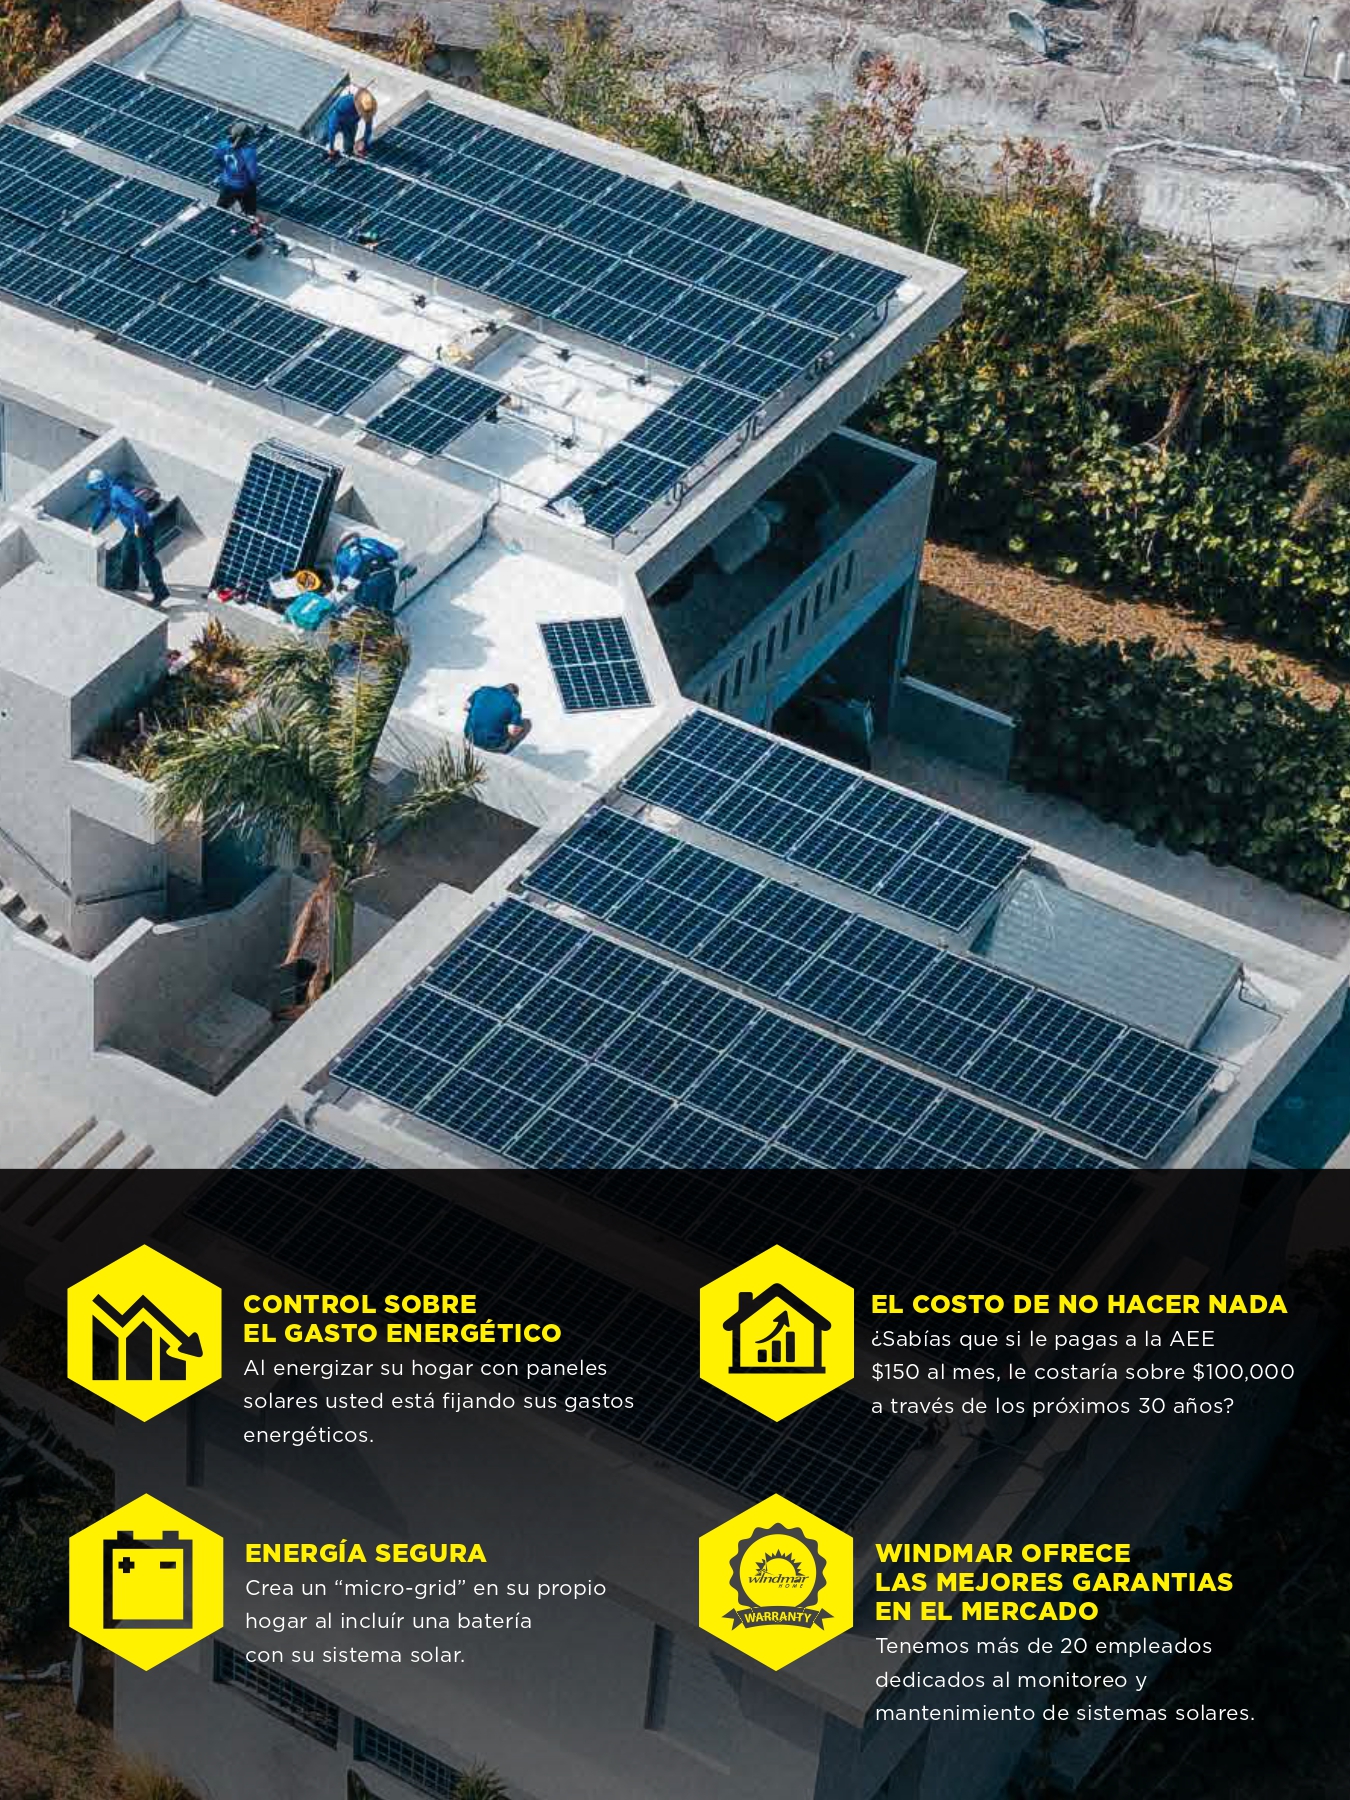 CONTROL SOBRE
EL GASTO ENERGÉTICO
Al energizar su hogar con paneles
solares usted está fijando sus gastos
energéticos.
EL COSTO DE NO HACER NADA
¿Sabías que si le pagas a la AEE
$150 al mes, le costaría sobre $100,000
a través de los próximos 30 años?
ENERGÍA SEGURA
Crea un “micro-grid” en su propio
hogar al incluír una batería
con su sistema solar.
windmar
HOME
WARRANTY
WINDMAR OFRECE
LAS MEJORES GARANTIAS
EN EL MERCADO
Tenemos más de 20 empleados
dedicados al monitoreo y
mantenimiento de sistemas solares.